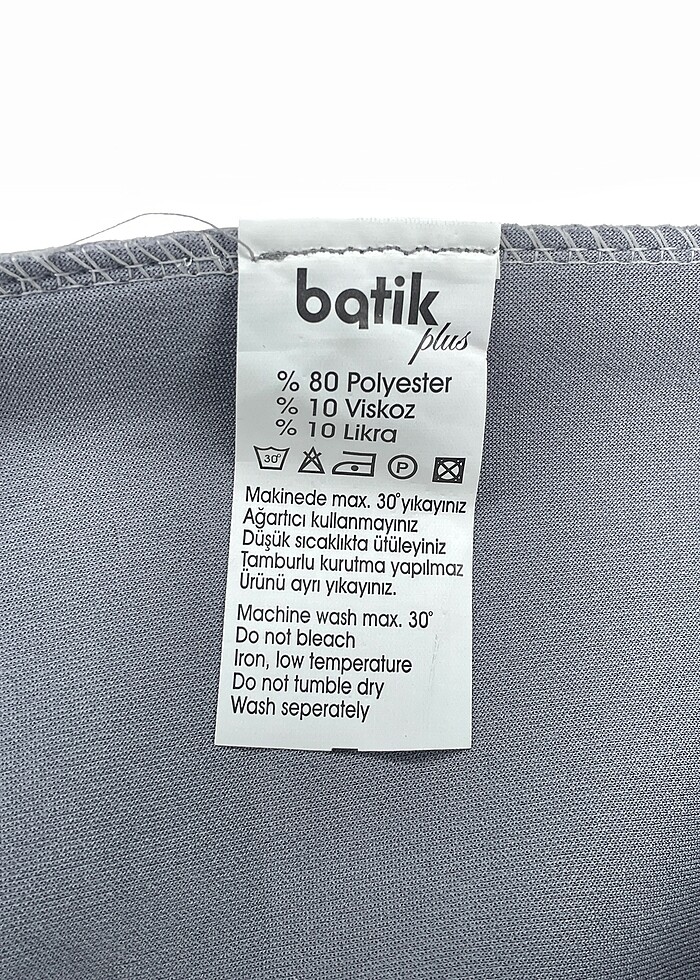 batik
plus
% 80 Polyester
% 10 Viskoz
% 10 Likra
30° P
Makinede max. 30°yıkayınız
Ağartıcı kullanmayınız
Düşük sıcaklıkta ütüleyiniz
Tamburlu kurutma yapılmaz
Ürünü ayrı yıkayınız.
Machine wash max. 30°
Do not bleach
Iron, low temperature
Do not tumble dry
Wash seperately